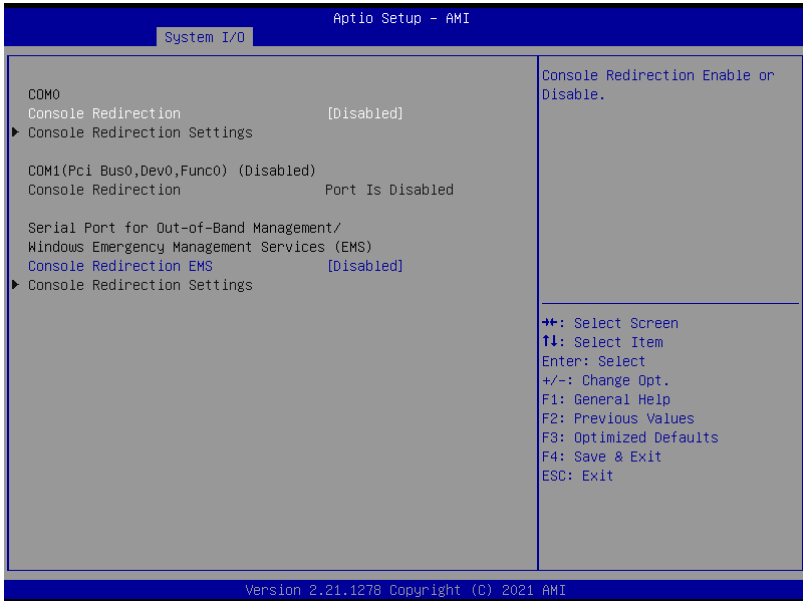 Aptio Setup – AMI
System I/O
COM0
Console Redirection [Disabled]
▶ Console Redirection Settings
COM1(Pci Bus0,Dev0,Func0) (Disabled)
Console Redirection Port Is Disabled
Serial Port for Out-of-Band Management/
Windows Emergency Management Services (EMS)
Console Redirection EMS [Disabled]
▶ Console Redirection Settings
Console Redirection Enable or
Disable.
→←: Select Screen
↑↓: Select Item
Enter: Select
+/-: Change Opt.
F1: General Help
F2: Previous Values
F3: Optimized Defaults
F4: Save & Exit
ESC: Exit
Version 2.21.1278 Copyright (C) 2021 AMI